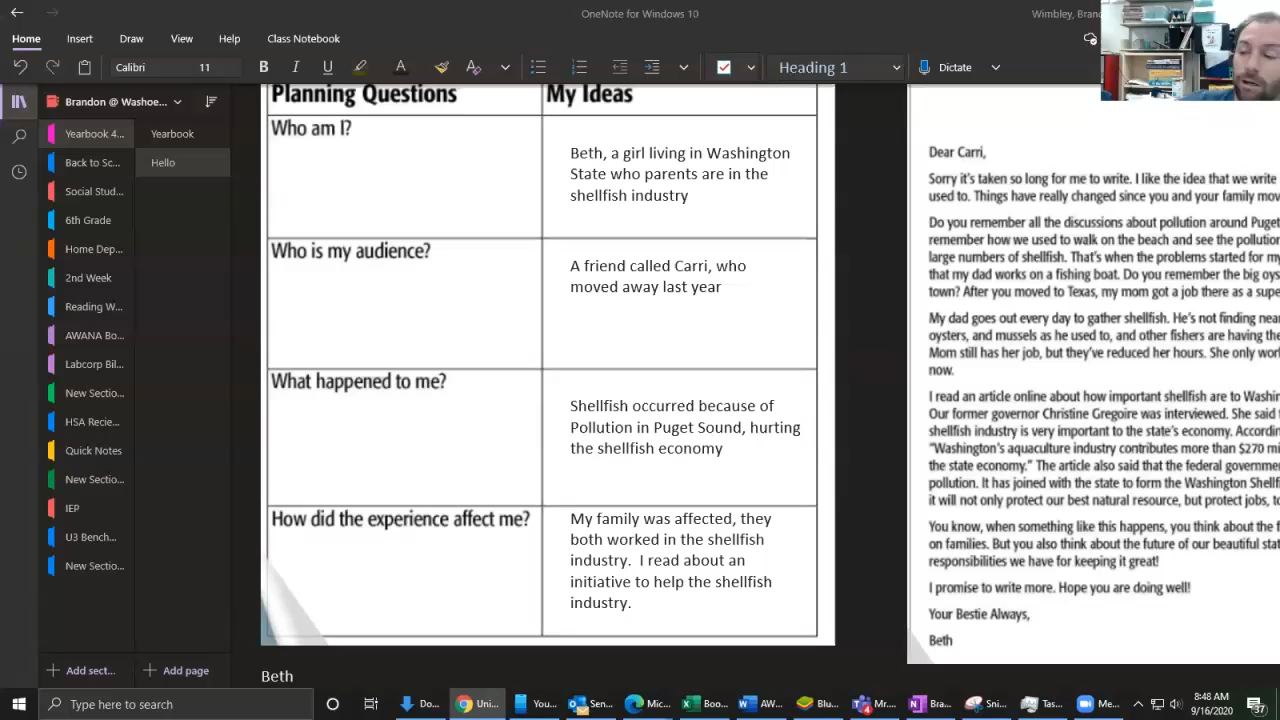 OneNote for Windows 10
Wimbley, Bran
Home Insert Draw View Help Class Notebook
Calibri 11 B I U A Heading 1 Dictate
Brandon @ Washoe...
Yearbook 4...
Back to Sc...
Social Stud...
6th Grade
Home Dep...
2nd Week
Reading W...
AWANA Bo...
Labcorp Bil...
New Sectio...
HSA Recie...
Quick Notes
New Sectio...
IEP
U3 Bench...
New Sectio...
Add sect...
Yearbook
Hello
Add page
Planning Questions My Ideas
Who am I?
Beth, a girl living in Washington
State who parents are in the
shellfish industry
Who is my audience?
A friend called Carri, who
moved away last year
What happened to me?
Shellfish occurred because of
Pollution in Puget Sound, hurting
the shellfish economy
How did the experience affect me?
My family was affected, they
both worked in the shellfish
industry. I read about an
initiative to help the shellfish
industry.
Beth
Dear Carri,
Sorry it's taken so long for me to write. I like the idea that we write
used to. Things have really changed since you and your family mov
Do you remember all the discussions about pollution around Puget
remember how we used to walk on the beach and see the pollution
large numbers of shellfish. That's when the problems started for my
that my dad works on a fishing boat. Do you remember the big oys
town? After you moved to Texas, my mom got a job there as a supe
My dad goes out every day to gather shellfish. He's not finding near
oysters, and mussels as he used to, and other fishers are having the
Mom still has her job, but they've reduced her hours. She only work
now.
I read an article online about how important shellfish are to Washin
Our former governor Christine Gregoire was interviewed. She said t
shellfish industry is very important to the state's economy. Accordin
"Washington's aquaculture industry contributes more than $270 mi
the state economy." The article also said that the federal governme
pollution. It has joined with the state to form the Washington Shellfi
it will not only protect our best natural resource, but protect jobs, to
You know, when something like this happens, you think about the f
on families. But you also think about the future of our beautiful stat
responsibilities we have for keeping it great!
I promise to write more. Hope you are doing well!
Your Bestie Always,
Beth
Type here to search
Do... Uni... You... Sen... Mic... Boo... AW... Blu... Mr.... Bra... Sni... Tas... Me...
4
8:48 AM
9/16/2020
37